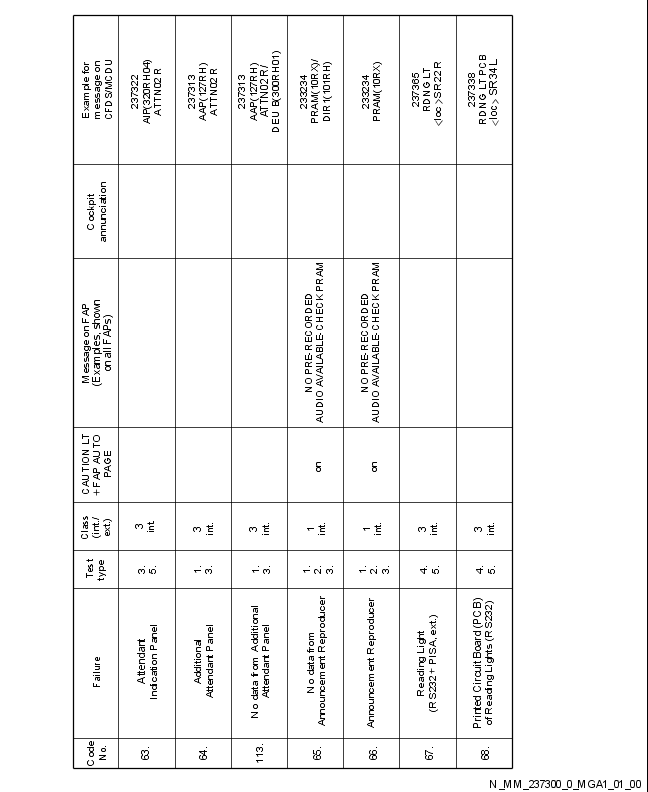 Code
No.
Failure
Test
type
Class
(int./
ext.)
CAUTION LT
+ FAP AUTO
PAGE
Message on FAP
(Examples, shown
on all FAPs)
Cockpit
annunciation
Example for
message on
CFDS/MCDU
63.
Attendant
Indication Panel
3.
5.
3
int.
237322
AIP(320RH04)
ATTN02R
64.
Additional
Attendant Panel
1.
3.
3
int.
237313
AAP(127RH)
ATTN02R
113.
No data from Additional
Attendant Panel
1.
3.
3
int.
237313
AAP(127RH)
ATTN02R/
DEU B(300RH01)
65.
No data from
Announcement Reproducer
1.
2.
3.
1
int.
on
NO PRE-RECORDED
AUDIO AVAILABLE-CHECK PRAM
233234
PRAM(10RX)/
DIR1(101RH)
66.
Announcement Reproducer
1.
2.
3.
1
int.
on
NO PRE-RECORDED
AUDIO AVAILABLE-CHECK PRAM
233234
PRAM(10RX)
67.
Reading Light
(RS232+ PISA, ext.)
4.
5.
3
int.
237365
RDNG LT
<loc>SR22R
68.
Printed Circuit Board (PCB)
of Reading Lights (RS232)
4.
5.
3
int.
237338
RDNG LT PCB
<loc> SR34L
N_MM_237300_0_MGA1_01_00